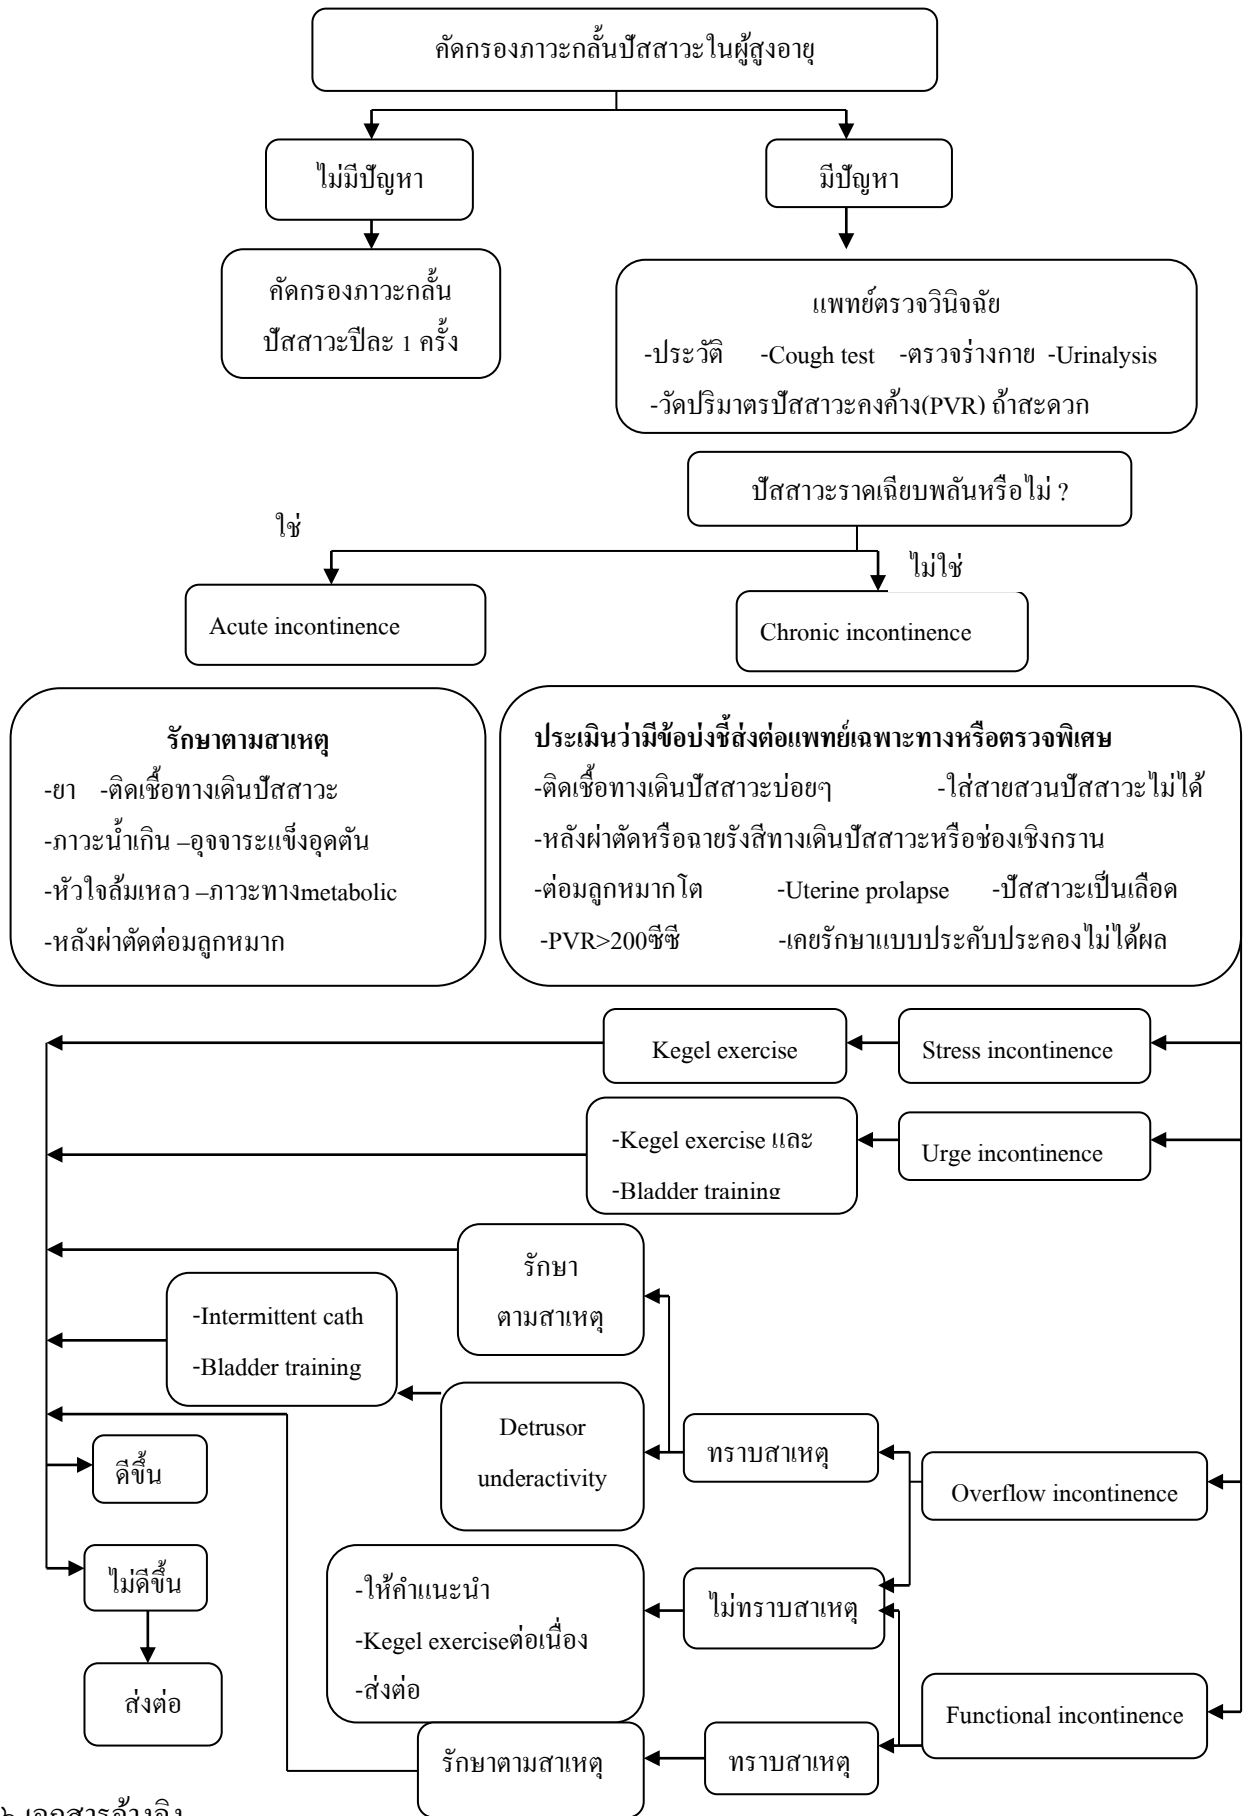 คัดกรองภาวะกลั้นปัสสาวะในผู้สูงอายุ
ไม่มีปัญหา
มีปัญหา
คัดกรองภาวะกลั้น
ปัสสาวะปีละ 1 ครั้ง
แพทย์ตรวจวินิจฉัย
-ประวัติ -Cough test -ตรวจร่างกาย -Urinalysis
-วัดปริมาตรปัสสาวะคงค้าง(PVR) ถ้าสะดวก
ปัสสาวะราดเฉียบพลันหรือไม่ ?
ใช่
ไม่ใช่
Acute incontinence
Chronic incontinence
รักษาตามสาเหตุ
-ยา -ติดเชื้อทางเดินปัสสาวะ
-ภาวะน้ำเกิน –อุจจาระแข็งอุดตัน
-หัวใจล้มเหลว –ภาวะทางmetabolic
-หลังผ่าตัดต่อมลูกหมาก
ประเมินว่ามีข้อบ่งชี้ส่งต่อแพทย์เฉพาะทางหรือตรวจพิเศษ
-ติดเชื้อทางเดินปัสสาวะบ่อยๆ -ใส่สายสวนปัสสาวะไม่ได้
-หลังผ่าตัดหรือฉายรังสีทางเดินปัสสาวะหรือช่องเชิงกราน
-ต่อมลูกหมากโต -Uterine prolapse -ปัสสาวะเป็นเลือด
-PVR>200ซีซี -เคยรักษาแบบประคับประคองไม่ได้ผล
Kegel exercise
Stress incontinence
-Kegel exercise และ
-Bladder training
Urge incontinence
รักษา
ตามสาเหตุ
-Intermittent cath
-Bladder training
Detrusor
underactivity
ทราบสาเหตุ
Overflow incontinence
ดีขึ้น
ไม่ดีขึ้น
ส่งต่อ
-ให้คำแนะนำ
-Kegel exerciseต่อเนื่อง
-ส่งต่อ
ไม่ทราบสาเหตุ
Functional incontinence
รักษาตามสาเหตุ
ทราบสาเหตุ
เอกสารอ้างอิง